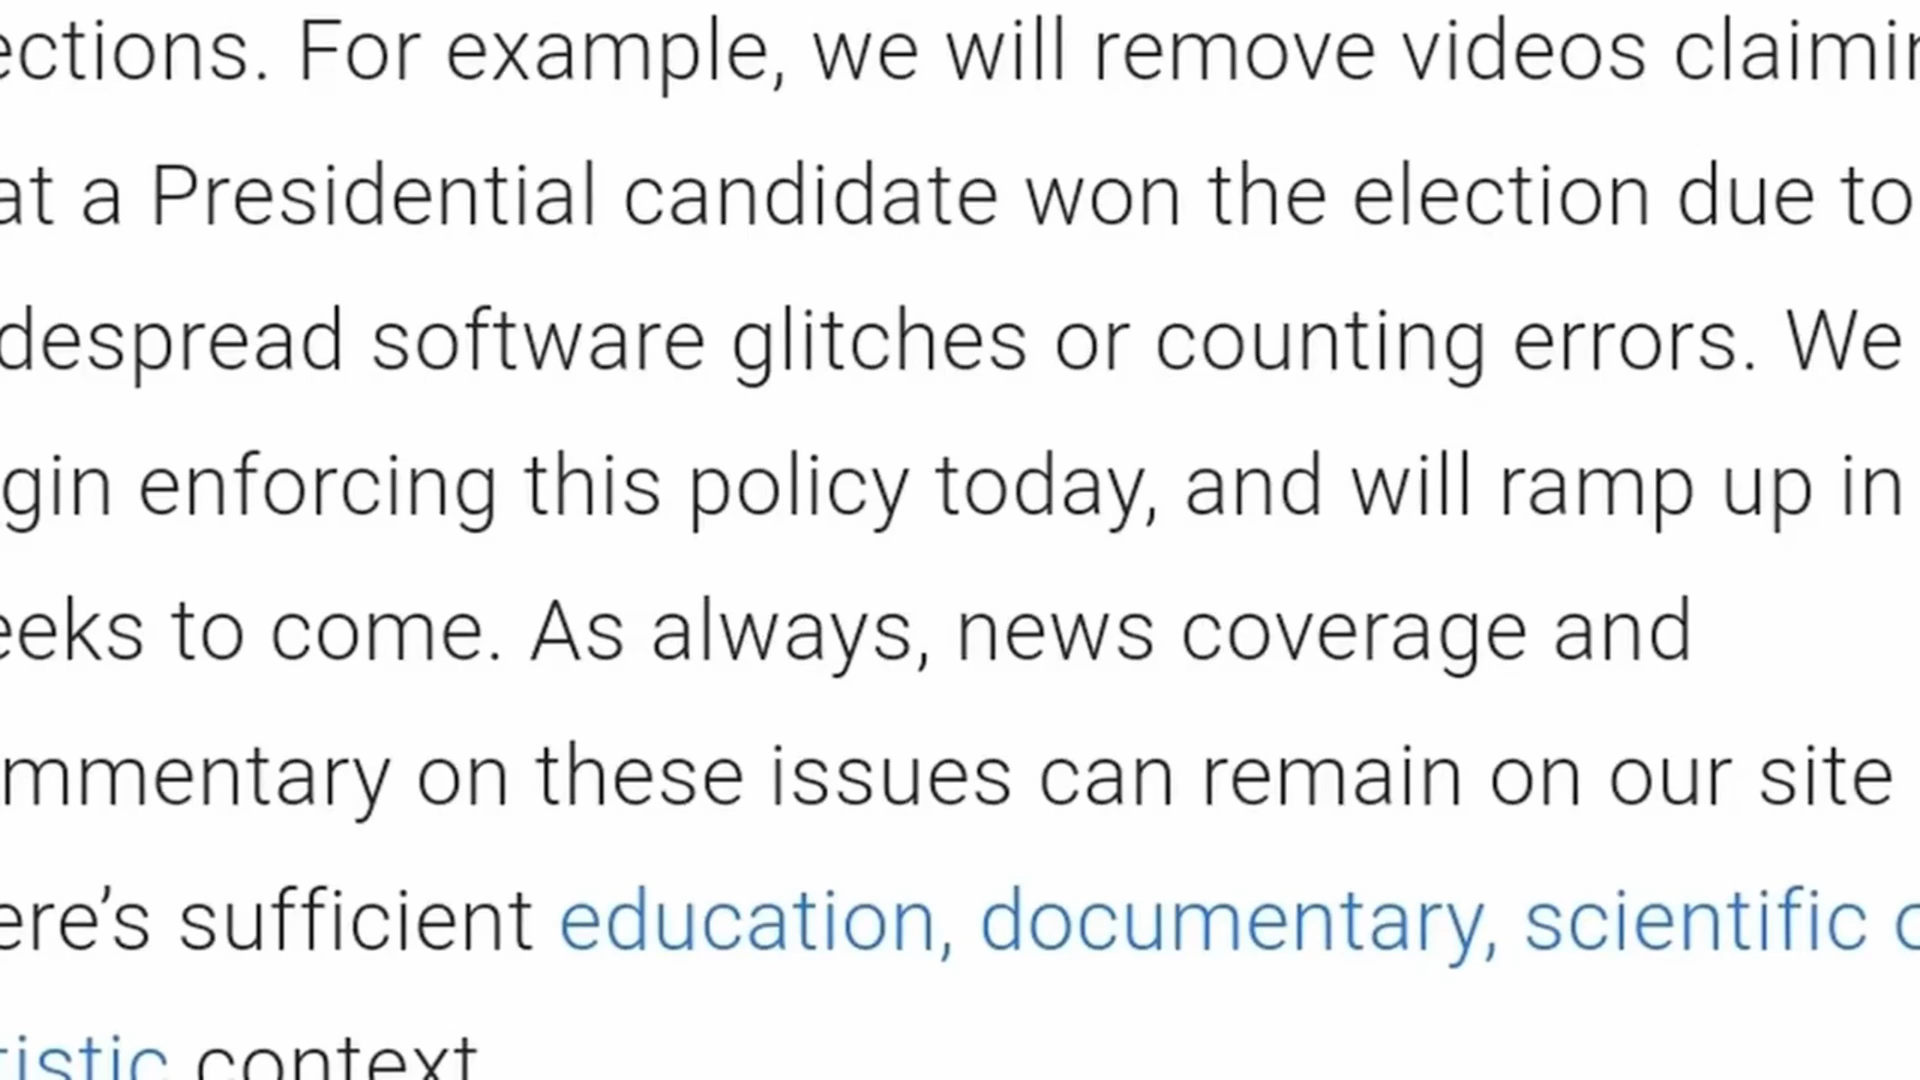 ections. For example, we will remove videos claimin
at a Presidential candidate won the election due to
despread software glitches or counting errors. We
gin enforcing this policy today, and will ramp up in
eeks to come. As always, news coverage and
mmentary on these issues can remain on our site
ere’s sufficient education, documentary, scientific o
ristic context